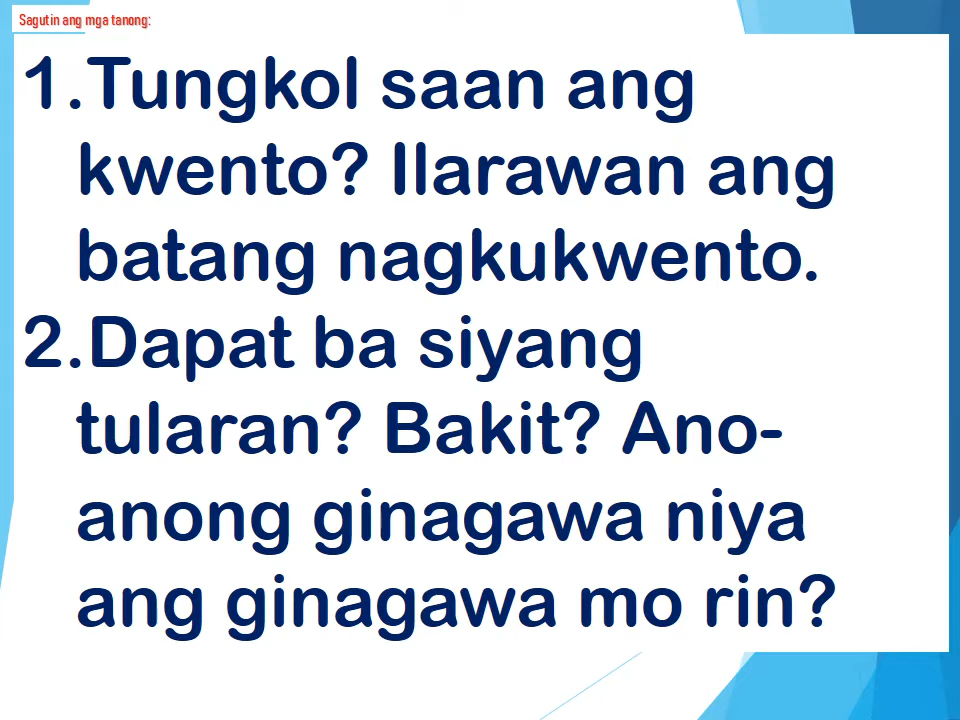 Sagutin ang mga tanong:
1.Tungkol saan ang
kwento? Ilarawan ang
batang nagkukwento.
2.Dapat ba siyang
tularan? Bakit? Ano-
anong ginagawa niya
ang ginagawa mo rin?